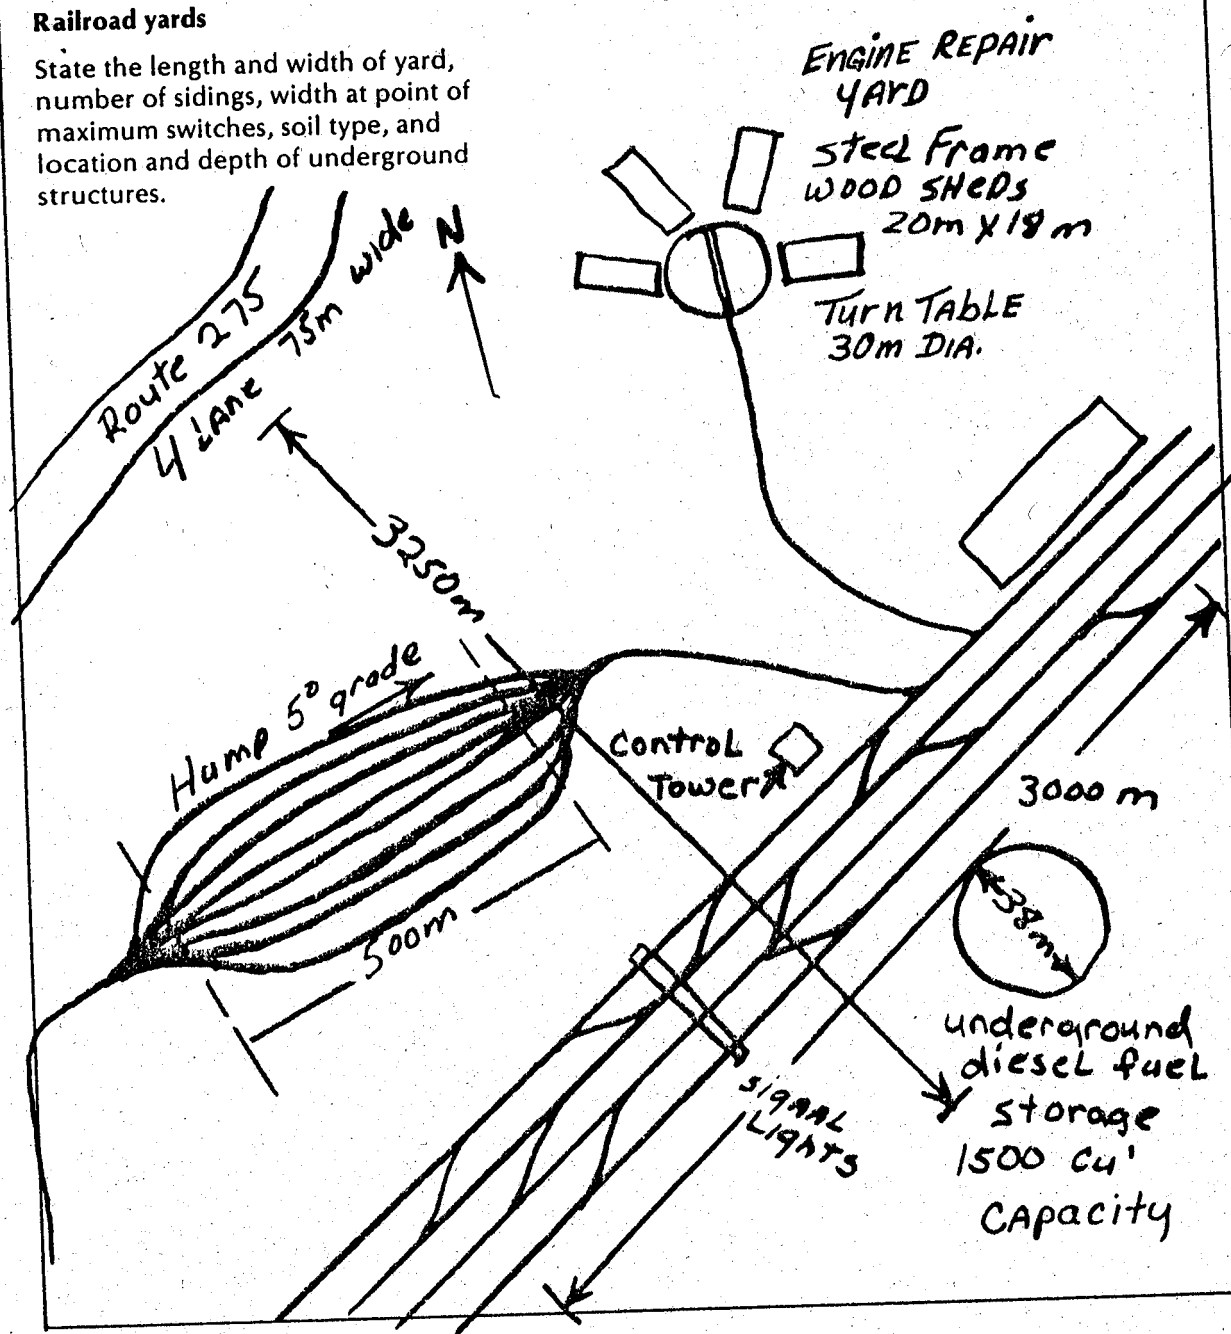 Railroad yards
State the length and width of yard,
number of sidings, width at point of
maximum switches, soil type, and
location and depth of underground
structures.
ENGINE REPAIR
YARD
Steel Frame
WOOD SHEDS
20m X 18m
Turn TABLE
30m DIA.
N
Route 275
4 LANE 75m wide
3250m
Hump 5° grade
Control
Tower
3000 m
500m
38m
signal
Lights
underground
diesel fuel
storage
1500 cu'
CAPACITY